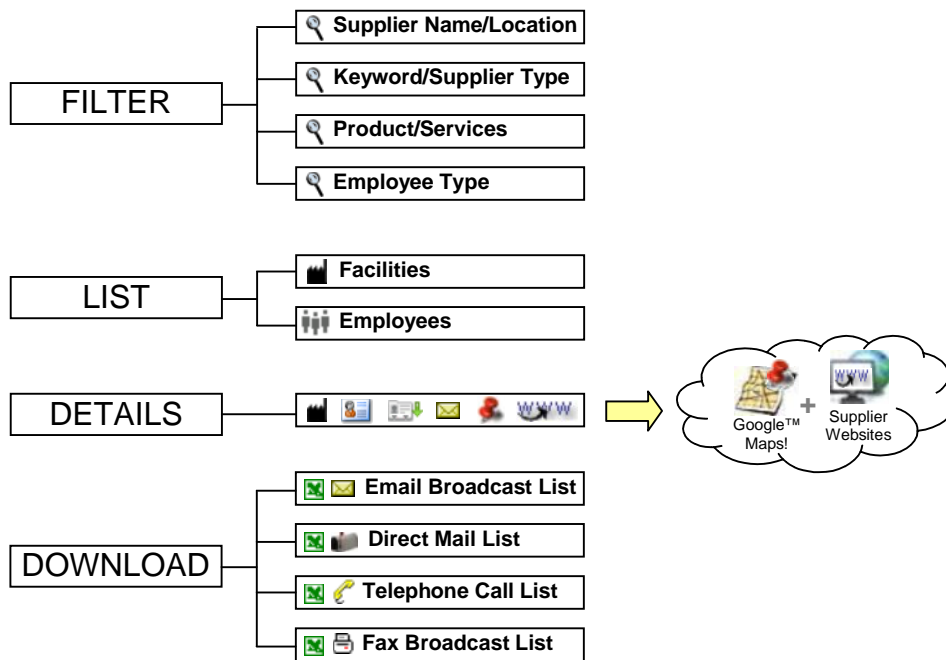 FILTER
Supplier Name/Location
Keyword/Supplier Type
Product/Services
Employee Type
LIST
Facilities
Employees
DETAILS
WWW
WWW
Google™
Maps!
+
Supplier
Websites
DOWNLOAD
Email Broadcast List
Direct Mail List
Telephone Call List
Fax Broadcast List